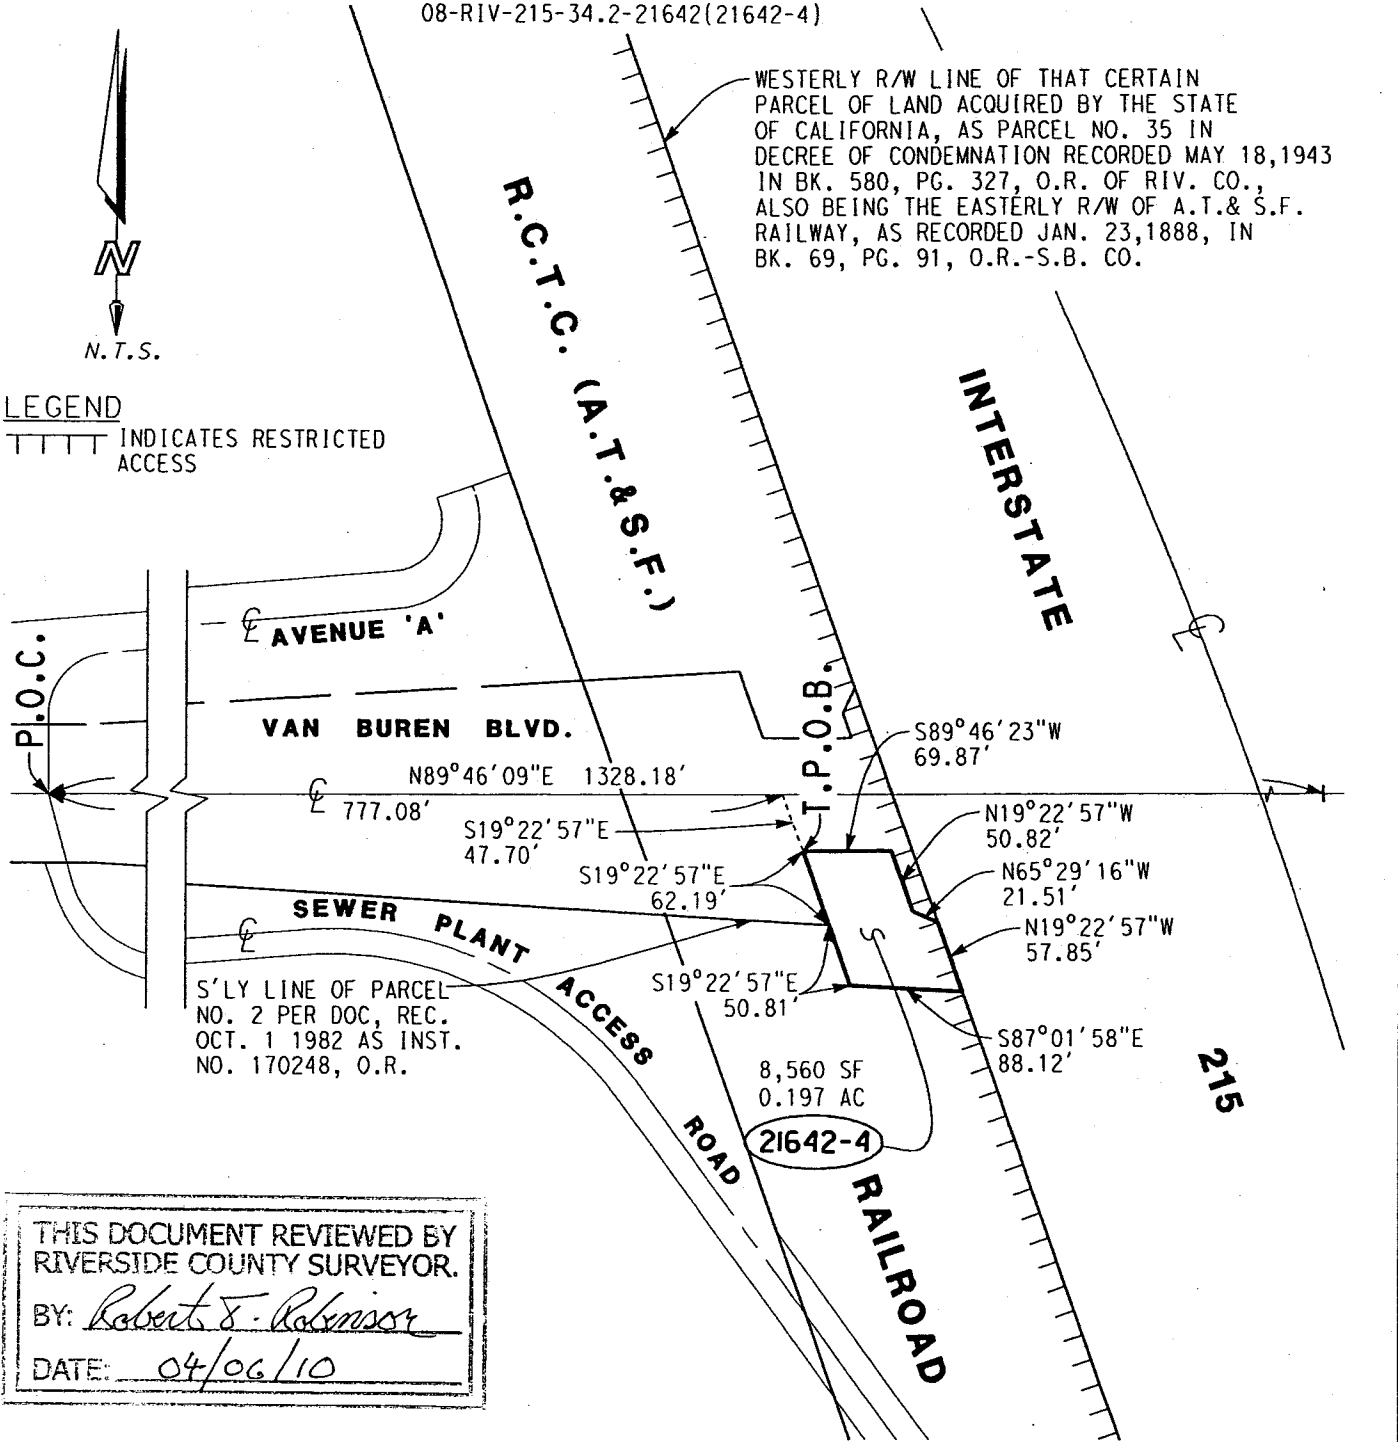 08-RIV-215-34.2-21642(21642-4)
WESTERLY R/W LINE OF THAT CERTAIN
PARCEL OF LAND ACQUIRED BY THE STATE
OF CALIFORNIA, AS PARCEL NO. 35 IN
DECREE OF CONDEMNATION RECORDED MAY 18,1943
IN BK. 580, PG. 327, O.R. OF RIV. CO.,
ALSO BEING THE EASTERLY R/W OF A.T.& S.F.
RAILWAY, AS RECORDED JAN. 23,1888, IN
BK. 69, PG. 91, O.R.-S.B. CO.
N
N.T.S.
LEGEND
INDICATES RESTRICTED
ACCESS
R.C.T.C. (A.T.&S.F.)
INTERSTATE
℄
℄ AVENUE 'A'
P.O.C.
VAN BUREN BLVD.
T.P.O.B.
S89°46'23"W
69.87'
N89°46'09"E 1328.18'
℄ 777.08'
S19°22'57"E
47.70'
N19°22'57"W
50.82'
S19°22'57"E
62.19'
N65°29'16"W
21.51'
℄ SEWER PLANT ACCESS ROAD
N19°22'57"W
57.85'
S19°22'57"E
50.81'
S'LY LINE OF PARCEL
NO. 2 PER DOC, REC.
OCT. 1 1982 AS INST.
NO. 170248, O.R.
S87°01'58"E
88.12'
215
8,560 SF
0.197 AC
21642-4
RAILROAD
THIS DOCUMENT REVIEWED BY
RIVERSIDE COUNTY SURVEYOR.
BY: Robert F. Robinson
DATE: 04/06/10